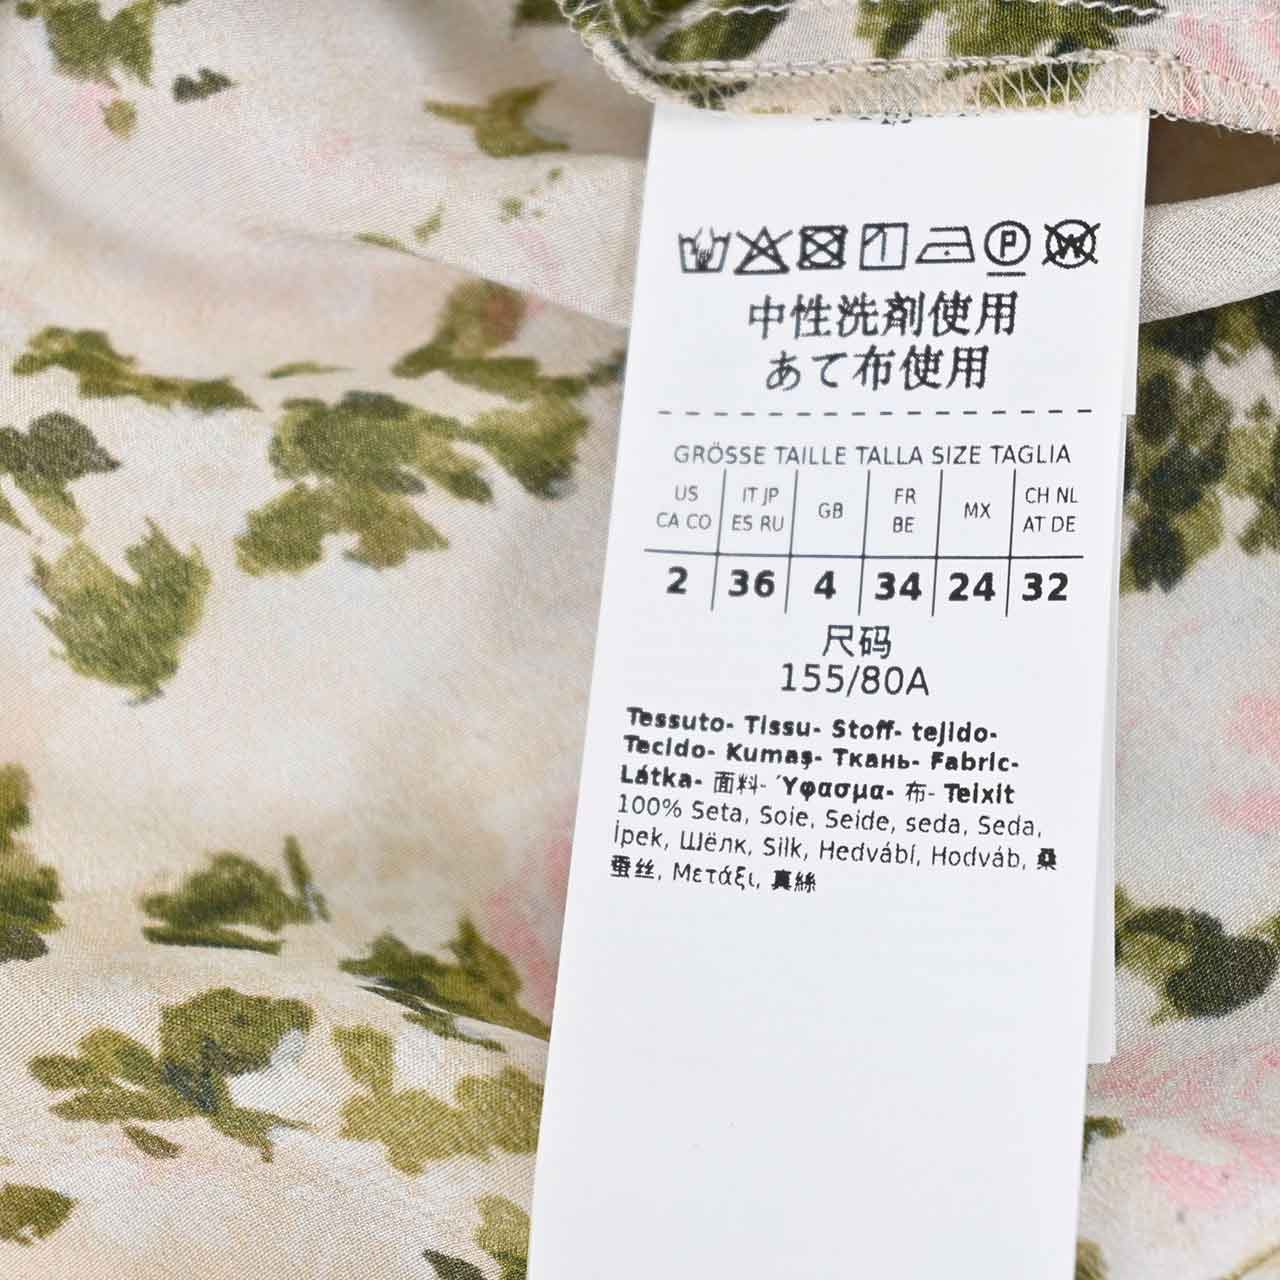 中性洗剤使用
あて布使用
GRÖSSE TAILLE TALLA SIZE TAGLIA
US CA CO | IT JP ES RU | GB | FR BE | MX | CH NL AT DE
2 | 36 | 4 | 34 | 24 | 32
尺码
155/80A
Tessuto- Tissu- Stoff- tejido-
Tecido- Kumaş- Ткань- Fabric-
Látka- 面料- Ύφασμα- 布- Teixit
100% Seta, Soie, Seide, seda, Seda,
İpek, Шёлк, Silk, Hedvábí, Hodváb, 桑
蚕丝, Μετάξι, 真絲